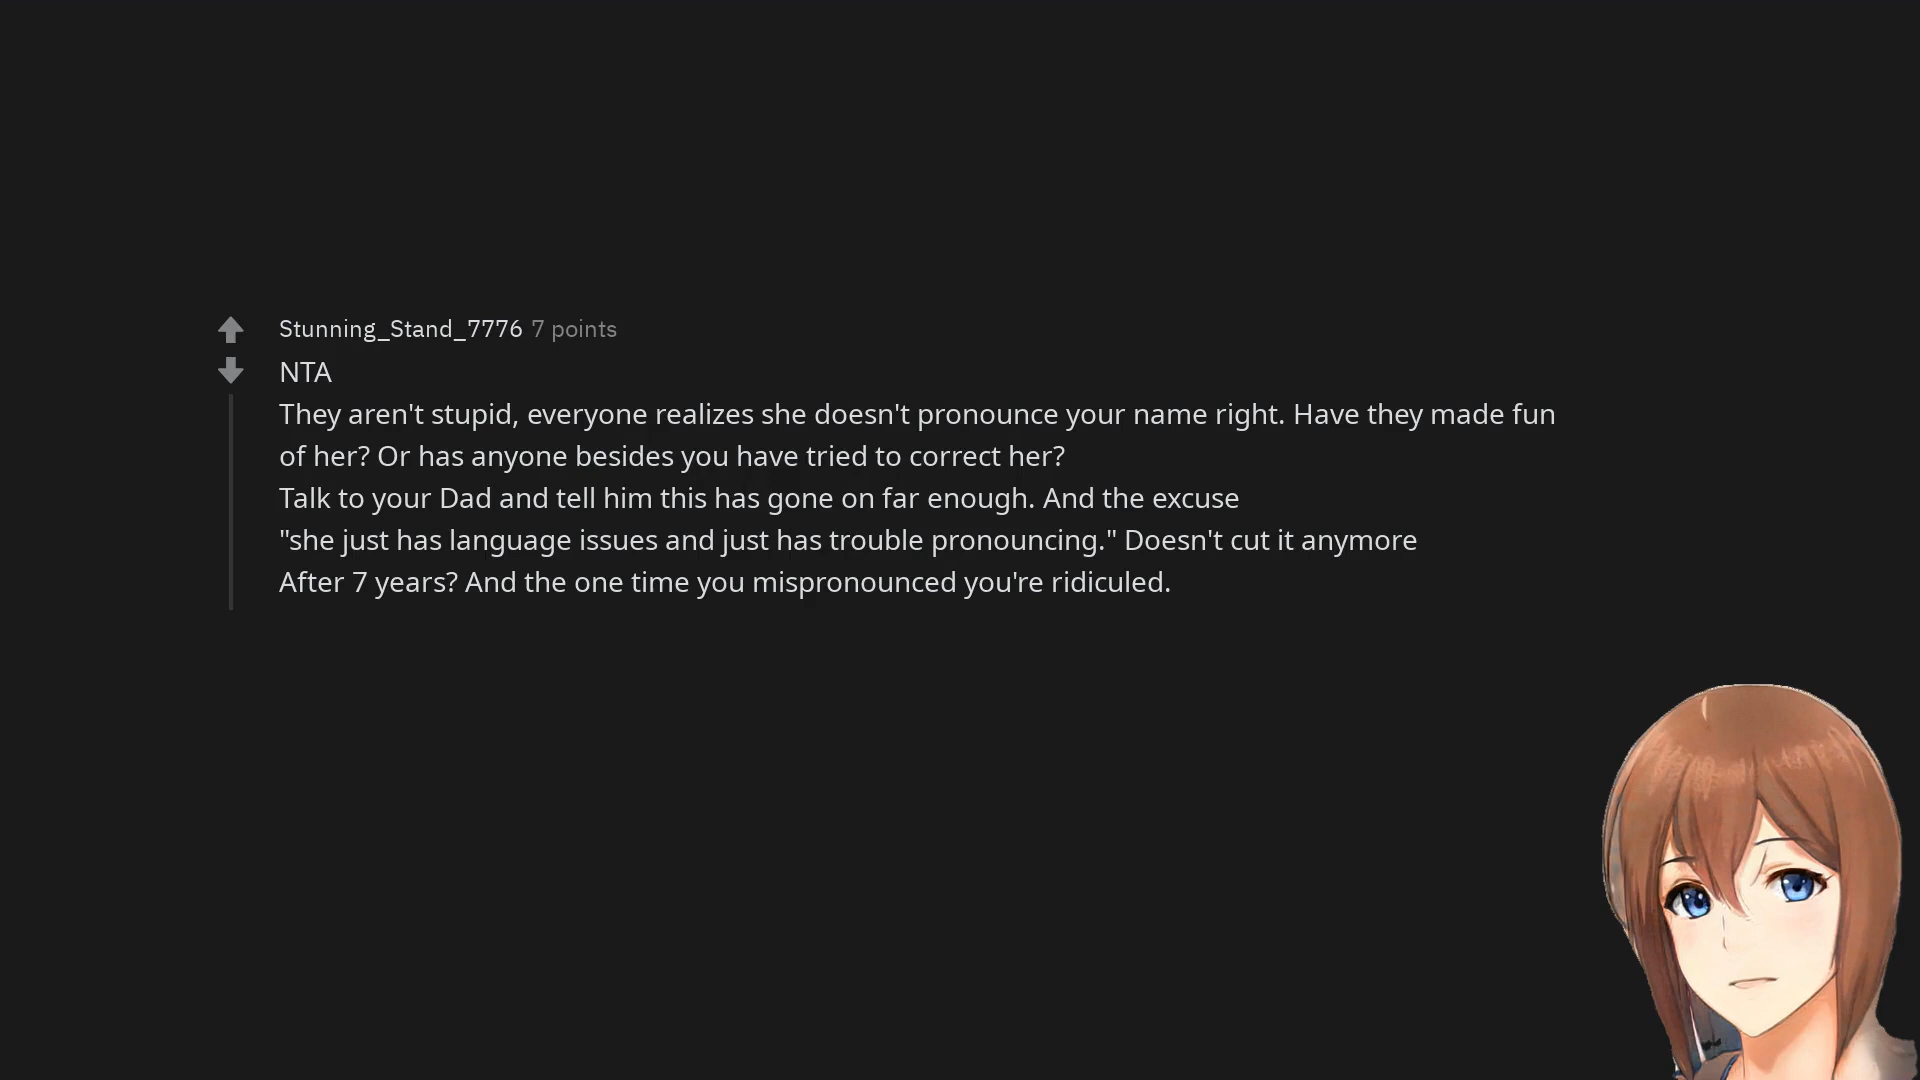 Stunning_Stand_7776 7 points
NTA
They aren't stupid, everyone realizes she doesn't pronounce your name right. Have they made fun
of her? Or has anyone besides you have tried to correct her?
Talk to your Dad and tell him this has gone on far enough. And the excuse
"she just has language issues and just has trouble pronouncing." Doesn't cut it anymore
After 7 years? And the one time you mispronounced you're ridiculed.